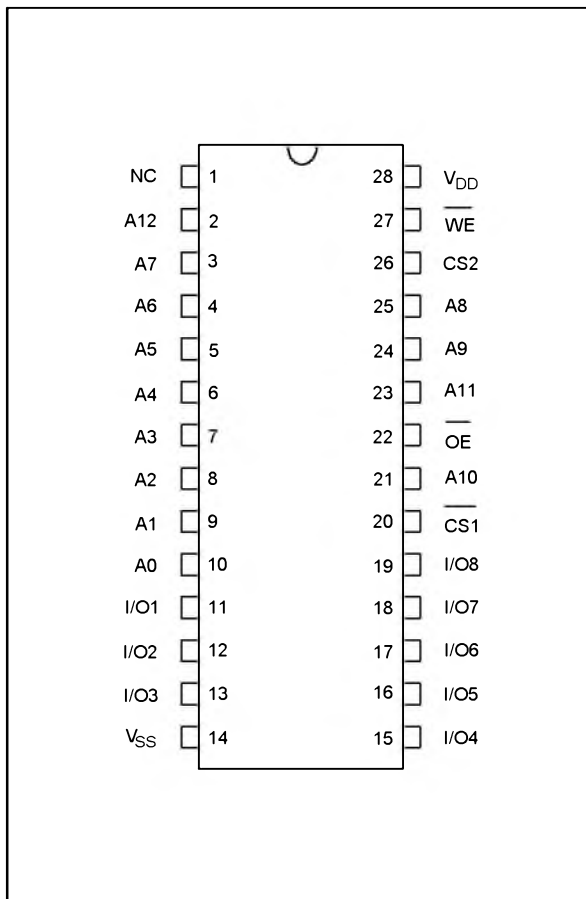 NC 1 28 VDD
A12 2 27 WE
A7 3 26 CS2
A6 4 25 A8
A5 5 24 A9
A4 6 23 A11
A3 7 22 OE
A2 8 21 A10
A1 9 20 CS1
A0 10 19 I/O8
I/O1 11 18 I/O7
I/O2 12 17 I/O6
I/O3 13 16 I/O5
VSS 14 15 I/O4